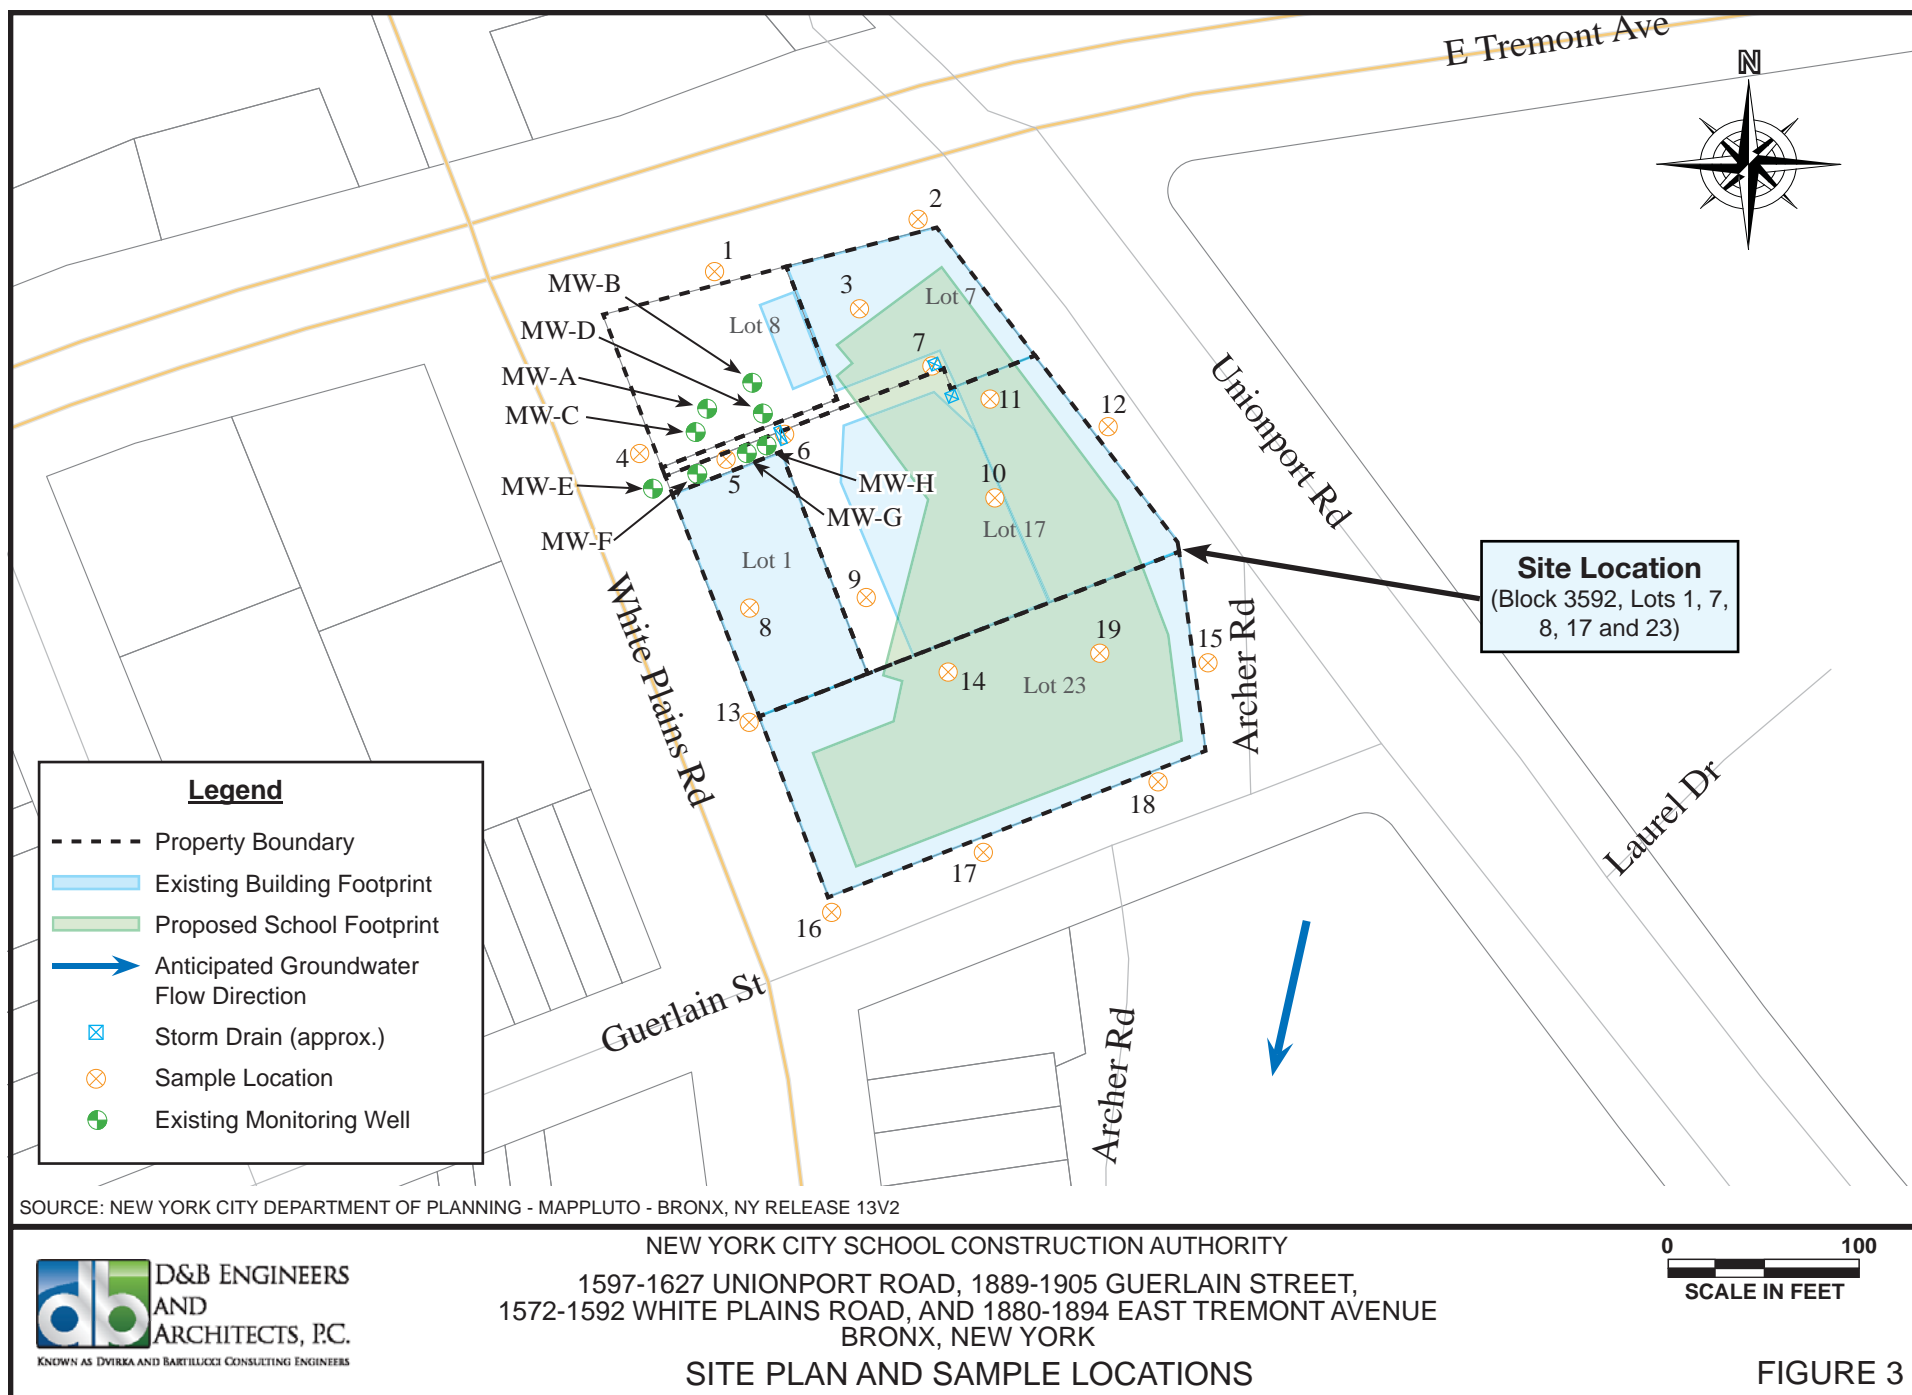 E Tremont Ave
N
2
1
MW-B
3
Lot 7
Lot 8
MW-D
7
MW-A
11
12
MW-C
Unionport Rd
4
6
5
MW-E
MW-H
10
MW-G
Lot 17
MW-F
Lot 1
Site Location
(Block 3592, Lots 1, 7,
8, 17 and 23)
9
8
White Plains Rd
19
15
Archer Rd
14
Lot 23
13
18
17
16
Laurel Dr
Guerlain St
Archer Rd
Legend
Property Boundary
Existing Building Footprint
Proposed School Footprint
Anticipated Groundwater
Flow Direction
Storm Drain (approx.)
Sample Location
Existing Monitoring Well
SOURCE: NEW YORK CITY DEPARTMENT OF PLANNING - MAPPLUTO - BRONX, NY RELEASE 13V2
db
D&B ENGINEERS
AND
ARCHITECTS, P.C.
KNOWN AS DVIRKA AND BARTILUCCI CONSULTING ENGINEERS
NEW YORK CITY SCHOOL CONSTRUCTION AUTHORITY
1597-1627 UNIONPORT ROAD, 1889-1905 GUERLAIN STREET,
1572-1592 WHITE PLAINS ROAD, AND 1880-1894 EAST TREMONT AVENUE
BRONX, NEW YORK
SITE PLAN AND SAMPLE LOCATIONS
0 100
SCALE IN FEET
FIGURE 3